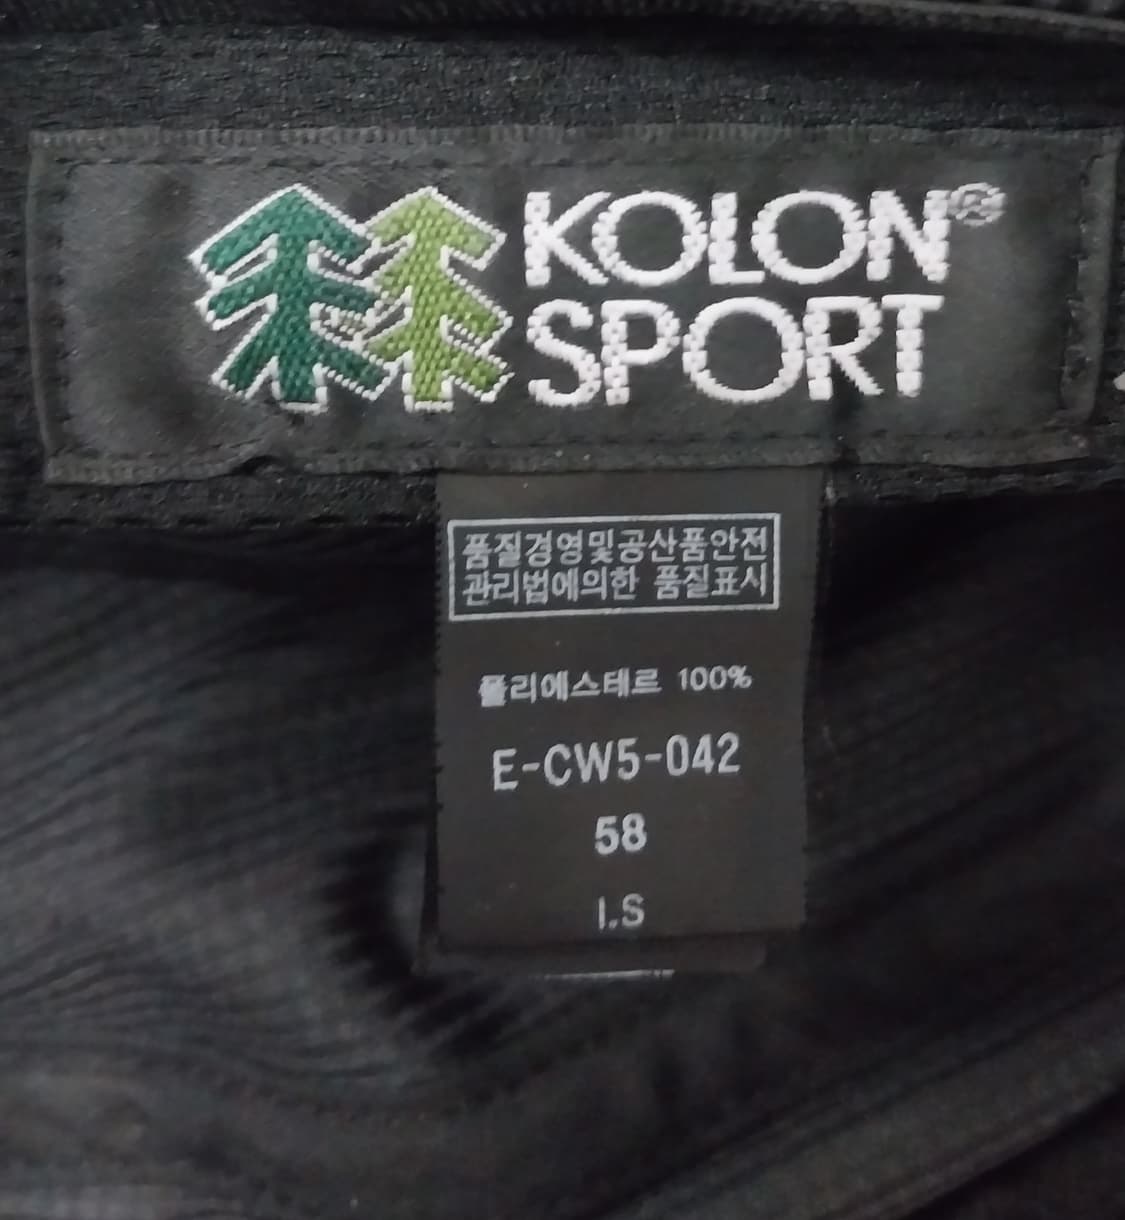 KOLON®
SPORT
품질경영및공산품안전
관리법에의한 품질표시
폴리에스테르 100%
E-CW5-042
58
I.S